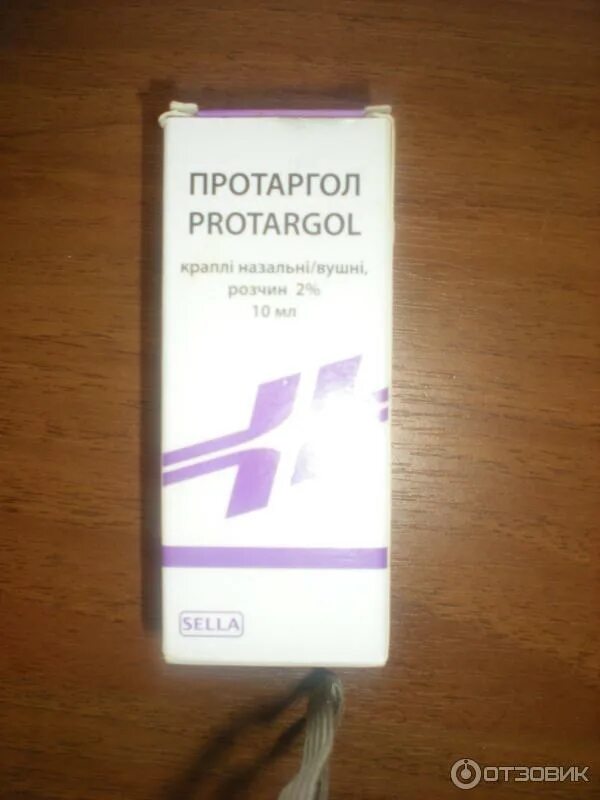 ПРОТАРГОЛ
PROTARGOL
краплі назальні/вушні,
розчин 2%
10 мл
SELLA
ОТЗОВИК